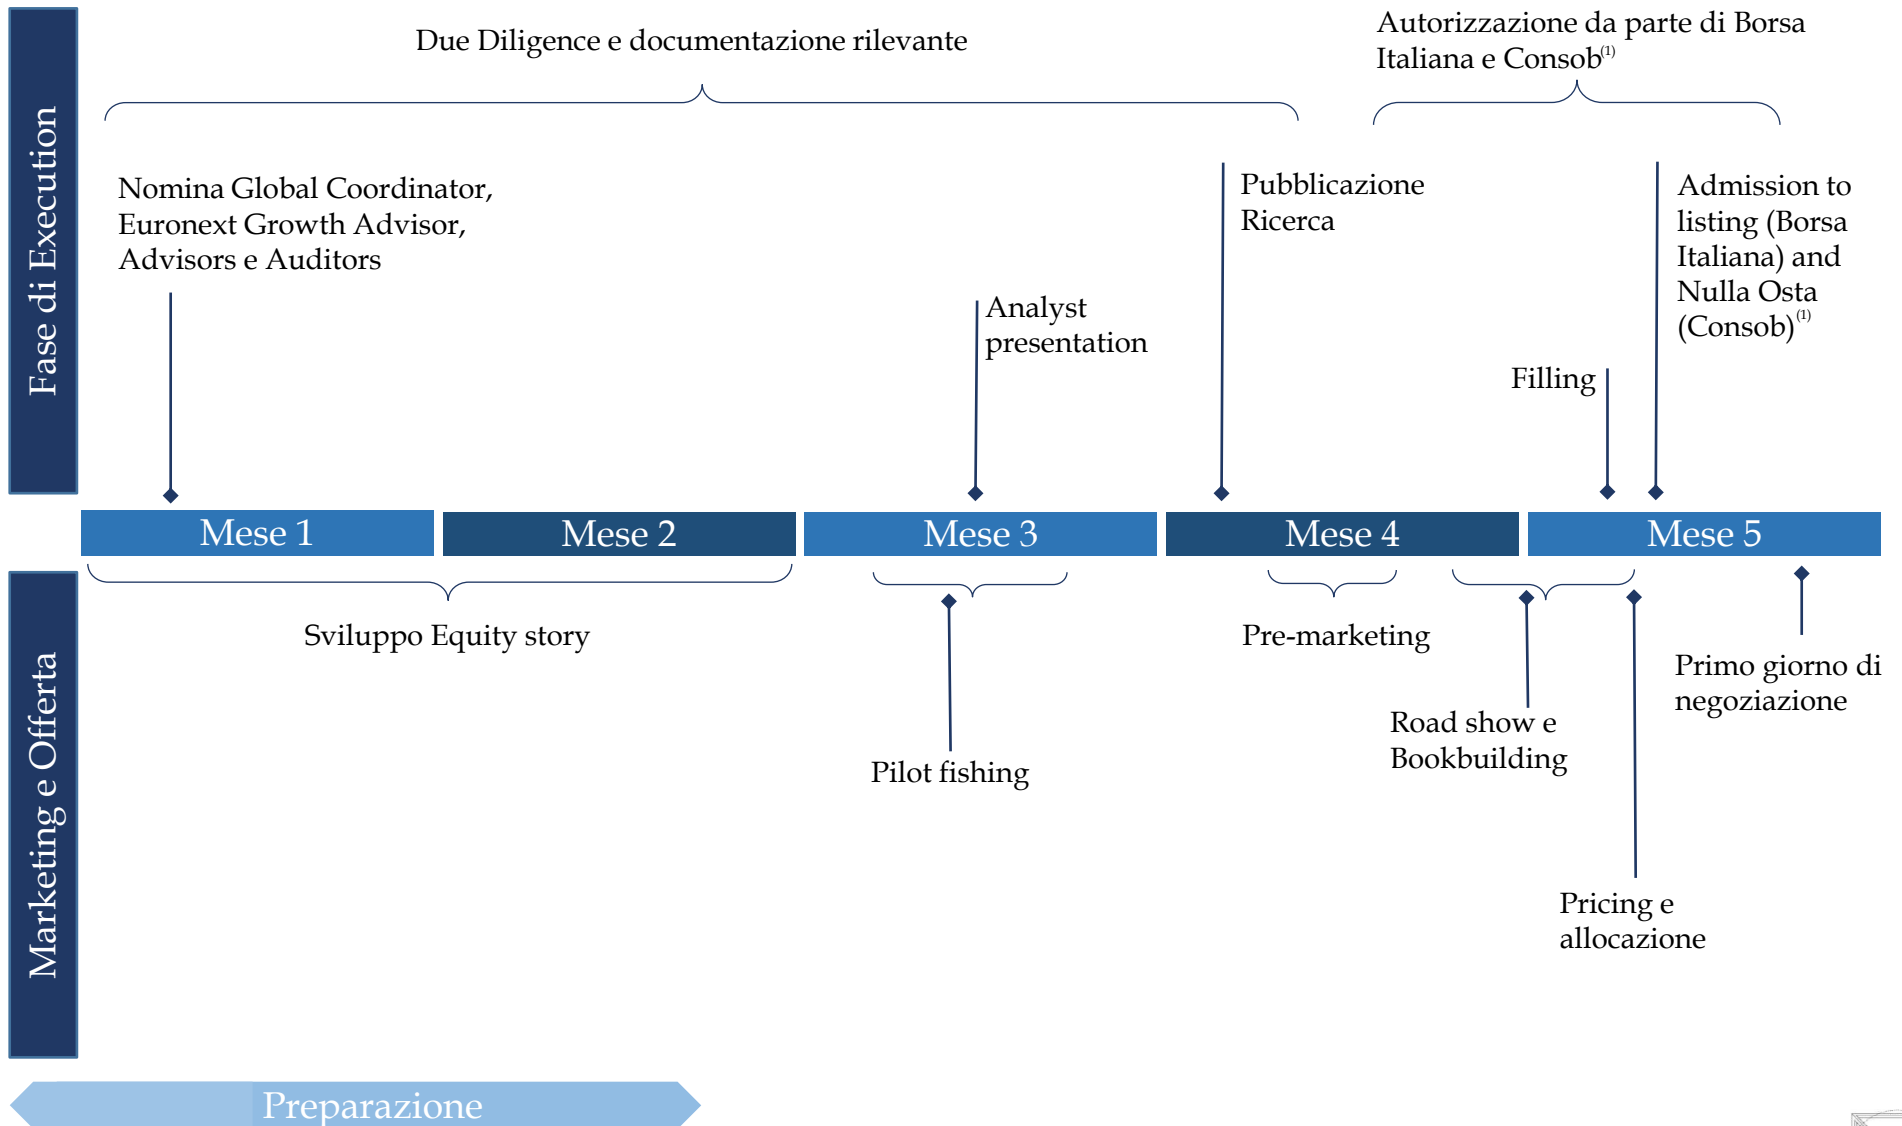 Fase di Execution
Due Diligence e documentazione rilevante
Autorizzazione da parte di Borsa
Italiana e Consob(1)
Nomina Global Coordinator,
Euronext Growth Advisor,
Advisors e Auditors
Analyst
presentation
Pubblicazione
Ricerca
Filling
Admission to
listing (Borsa
Italiana) and
Nulla Osta
(Consob)(1)
Mese 1
Mese 2
Mese 3
Mese 4
Mese 5
Marketing e Offerta
Sviluppo Equity story
Pilot fishing
Pre-marketing
Road show e
Bookbuilding
Pricing e
allocazione
Primo giorno di
negoziazione
Preparazione